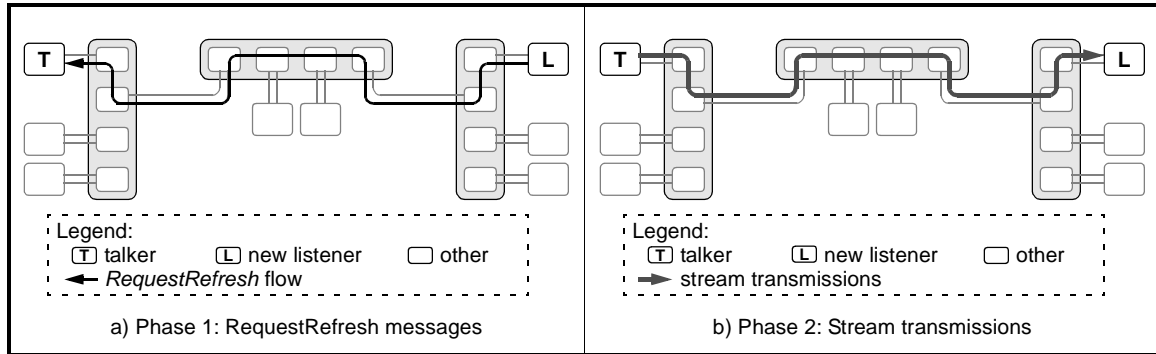 T
L
Legend:
T talker L new listener other
RequestRefresh flow
a) Phase 1: RequestRefresh messages
T
L
Legend:
T talker L new listener other
stream transmissions
b) Phase 2: Stream transmissions